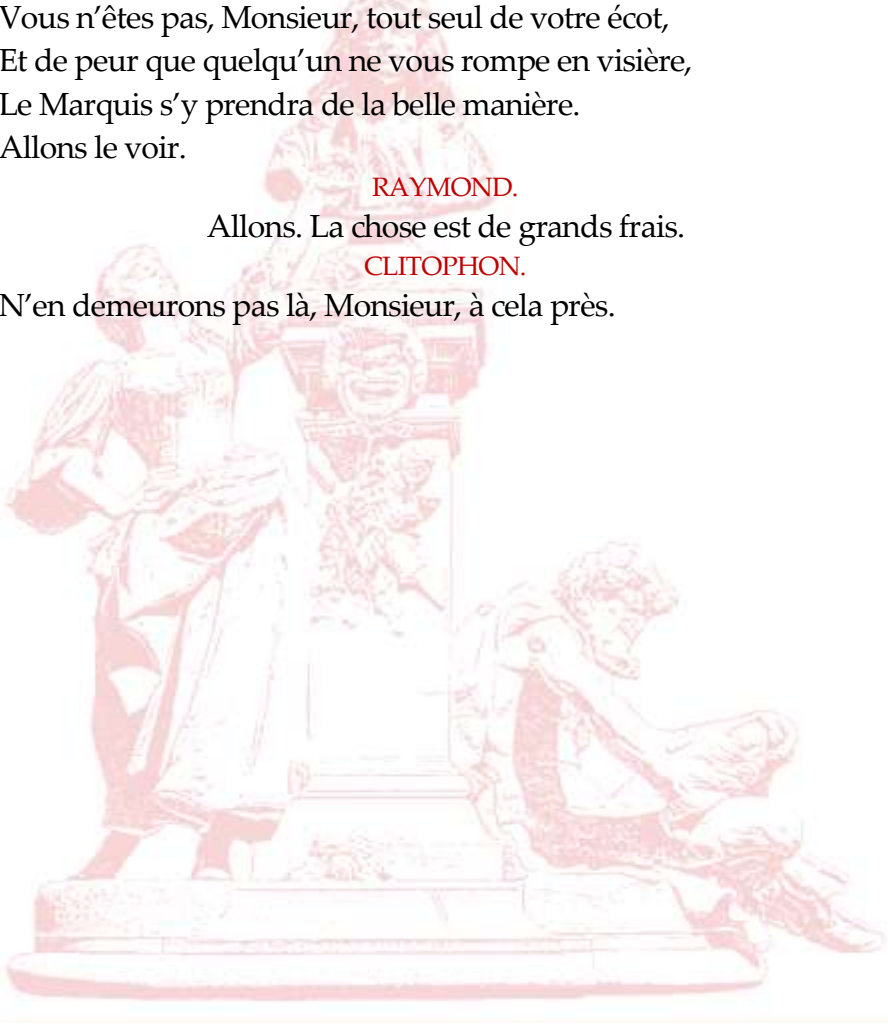 Vous n’êtes pas, Monsieur, tout seul de votre écot,
Et de peur que quelqu’un ne vous rompe en visière,
Le Marquis s’y prendra de la belle manière.
Allons le voir.
RAYMOND.
Allons. La chose est de grands frais.
CLITOPHON.
N’en demeurons pas là, Monsieur, à cela près.